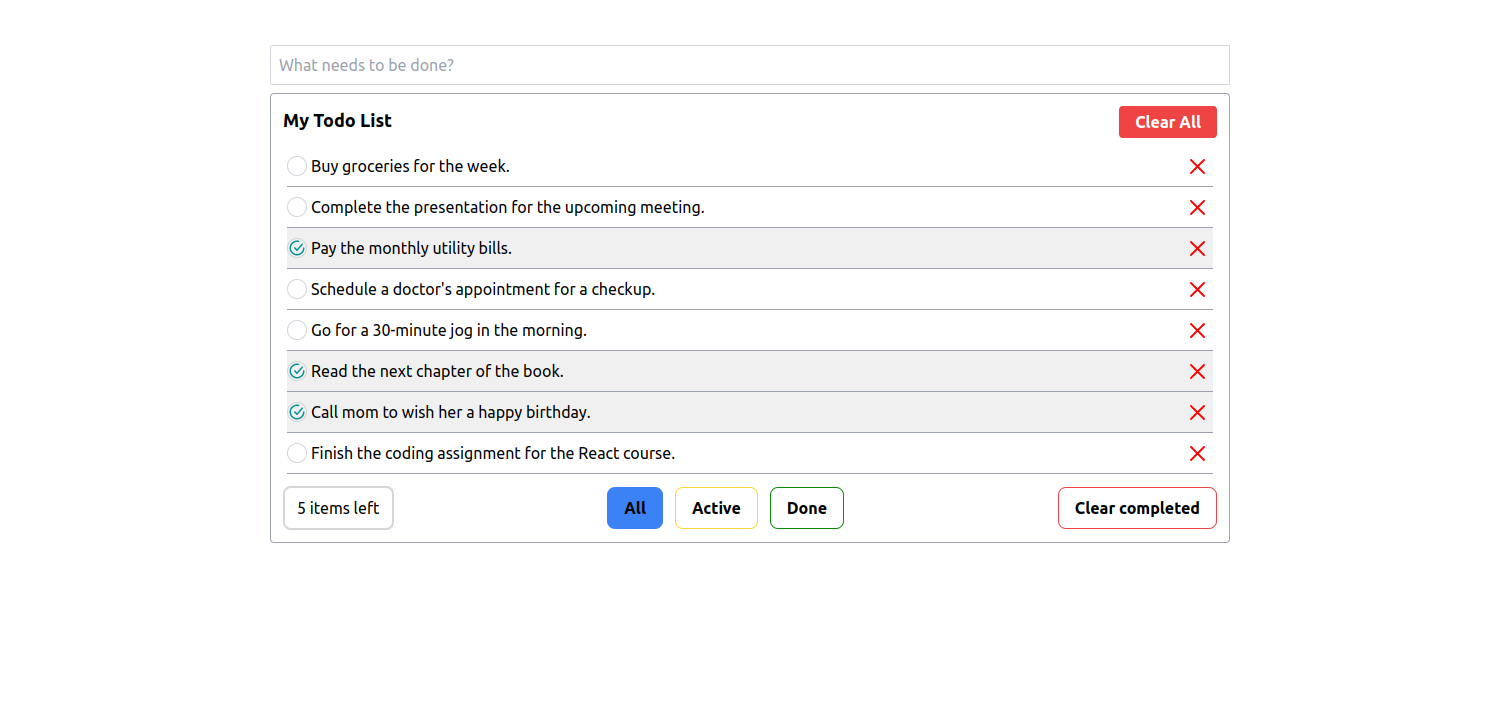 What needs to be done?
My Todo List
Clear All
Buy groceries for the week.
Complete the presentation for the upcoming meeting.
Pay the monthly utility bills.
Schedule a doctor's appointment for a checkup.
Go for a 30-minute jog in the morning.
Read the next chapter of the book.
Call mom to wish her a happy birthday.
Finish the coding assignment for the React course.
5 items left
All
Active
Done
Clear completed